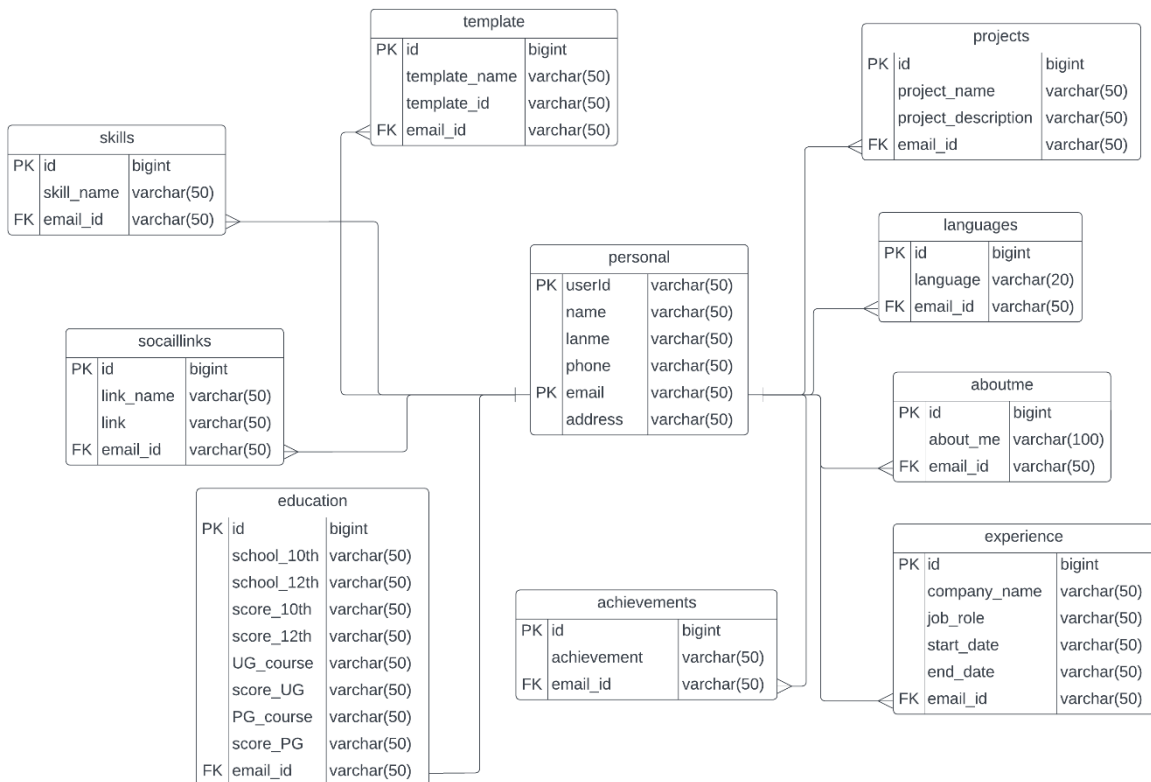 template
PK id bigint
template_name varchar(50)
template_id varchar(50)
FK email_id varchar(50)
projects
PK id bigint
project_name varchar(50)
project_description varchar(50)
FK email_id varchar(50)
skills
PK id bigint
skill_name varchar(50)
FK email_id varchar(50)
languages
PK id bigint
language varchar(20)
FK email_id varchar(50)
personal
PK userId varchar(50)
name varchar(50)
lanme varchar(50)
phone varchar(50)
PK email varchar(50)
address varchar(50)
socaillinks
PK id bigint
link_name varchar(50)
link varchar(50)
FK email_id varchar(50)
aboutme
PK id bigint
about_me varchar(100)
FK email_id varchar(50)
education
PK id bigint
school_10th varchar(50)
school_12th varchar(50)
score_10th varchar(50)
score_12th varchar(50)
UG_course varchar(50)
score_UG varchar(50)
PG_course varchar(50)
score_PG varchar(50)
FK email_id varchar(50)
achievements
PK id bigint
achievement varchar(50)
FK email_id varchar(50)
experience
PK id bigint
company_name varchar(50)
job_role varchar(50)
start_date varchar(50)
end_date varchar(50)
FK email_id varchar(50)